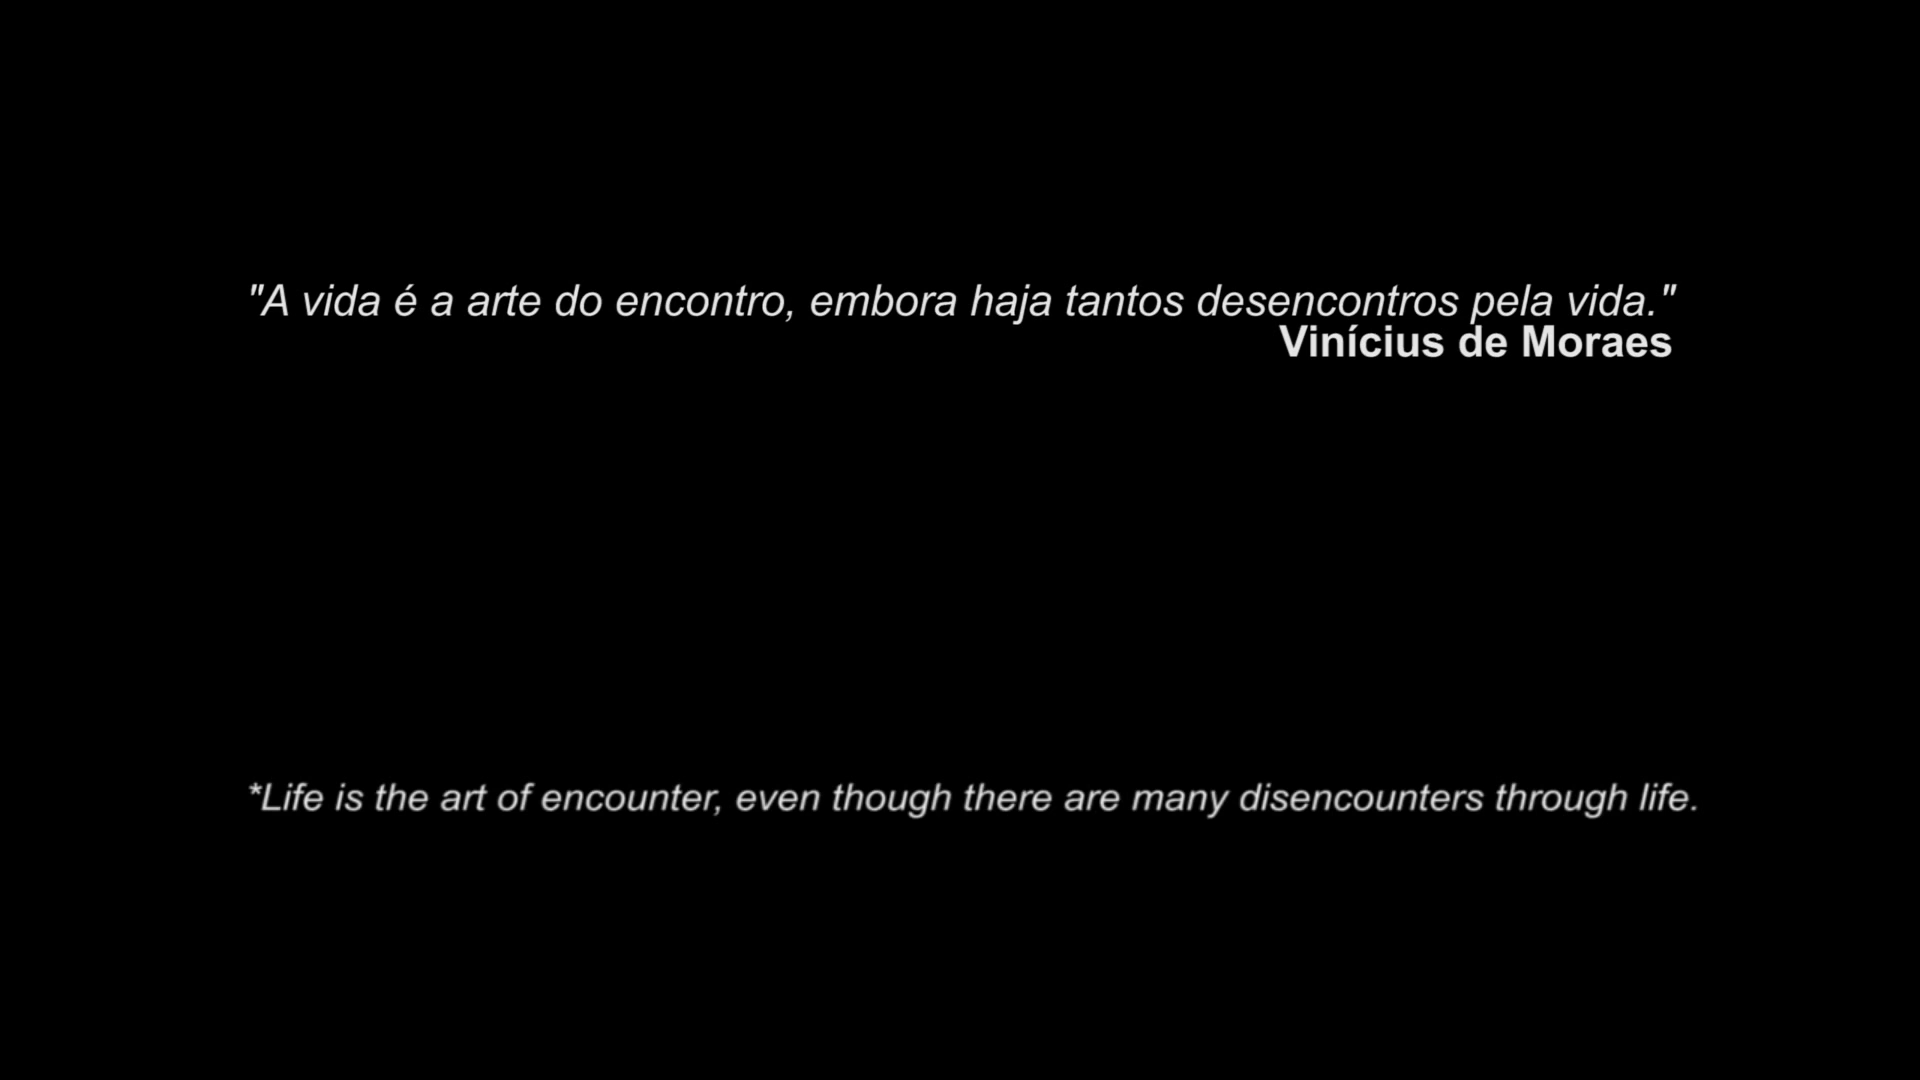 "A vida é a arte do encontro, embora haja tantos desencontros pela vida."
Vinícius de Moraes
*Life is the art of encounter, even though there are many disencounters through life.